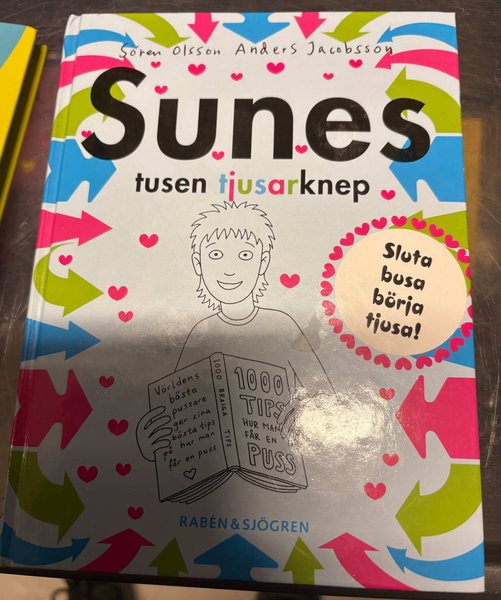 Sören Olsson Anders Jacobsson
Sunes
tusen tjusarknep
Sluta
busa
börja
tjusa!
Världens
bästa
pussare
ger sina
bästa tips
på hur man
får en puss
1000 BRAIGA TIPS
1000
TIPS
HUR MAN
FÅR EN
PUSS
RABÉN & SJÖGREN